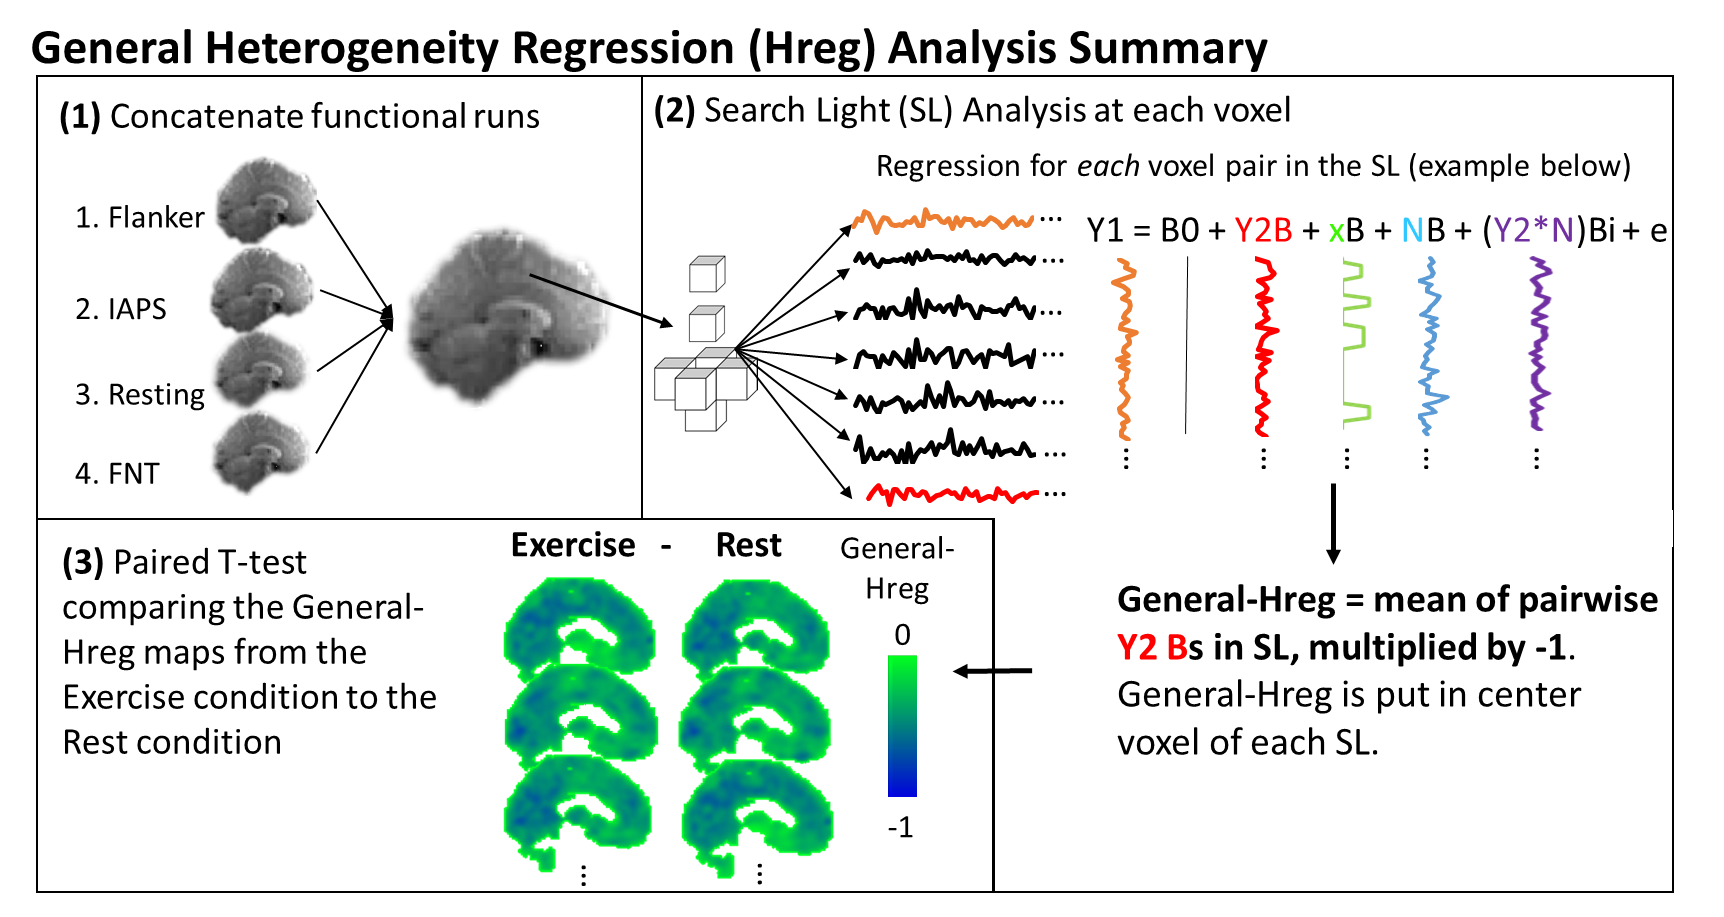 General Heterogeneity Regression (Hreg) Analysis Summary
(1) Concatenate functional runs
1. Flanker
2. IAPS
3. Resting
4. FNT
(2) Search Light (SL) Analysis at each voxel
Regression for each voxel pair in the SL (example below)
Y1 = B0 + Y2B + xB + NB + (Y2*N)Bi + e
General-Hreg = mean of pairwise
Y2 Bs in SL, multiplied by -1.
General-Hreg is put in center
voxel of each SL.
(3) Paired T-test
comparing the General-
Hreg maps from the
Exercise condition to the
Rest condition
Exercise - Rest
General-
Hreg
0
-1